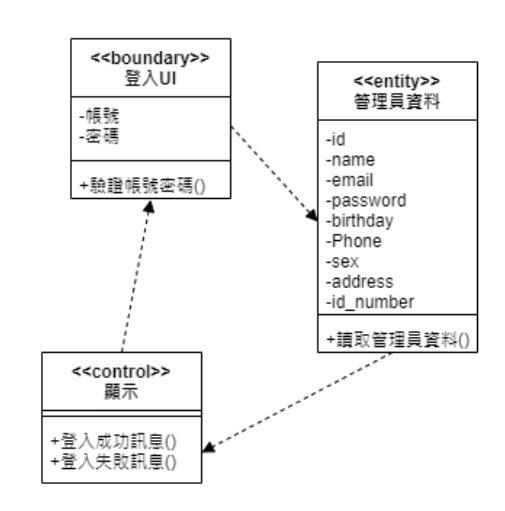 <<boundary>>
登入UI
-帳號
-密碼
+驗證帳號密碼()
<<entity>>
管理員資料
-id
-name
-email
-password
-birthday
-Phone
-sex
-address
-id_number
+讀取管理員資料()
<<control>>
顯示
+登入成功訊息()
+登入失敗訊息()